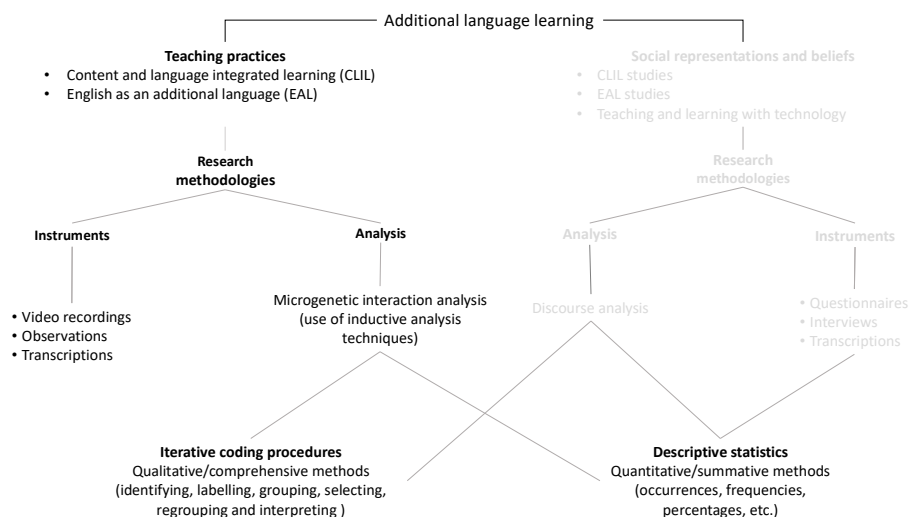 Additional language learning
Teaching practices
• Content and language integrated learning (CLIL)
• English as an additional language (EAL)
Social representations and beliefs
• CLIL studies
• EAL studies
• Teaching and learning with technology
Research
methodologies
Research
methodologies
Instruments
Analysis
Analysis
Instruments
• Video recordings
• Observations
• Transcriptions
Microgenetic interaction analysis
(use of inductive analysis
techniques)
Discourse analysis
• Questionnaires
• Interviews
• Transcriptions
Iterative coding procedures
Qualitative/comprehensive methods
(identifying, labelling, grouping, selecting,
regrouping and interpreting )
Descriptive statistics
Quantitative/summative methods
(occurrences, frequencies,
percentages, etc.)